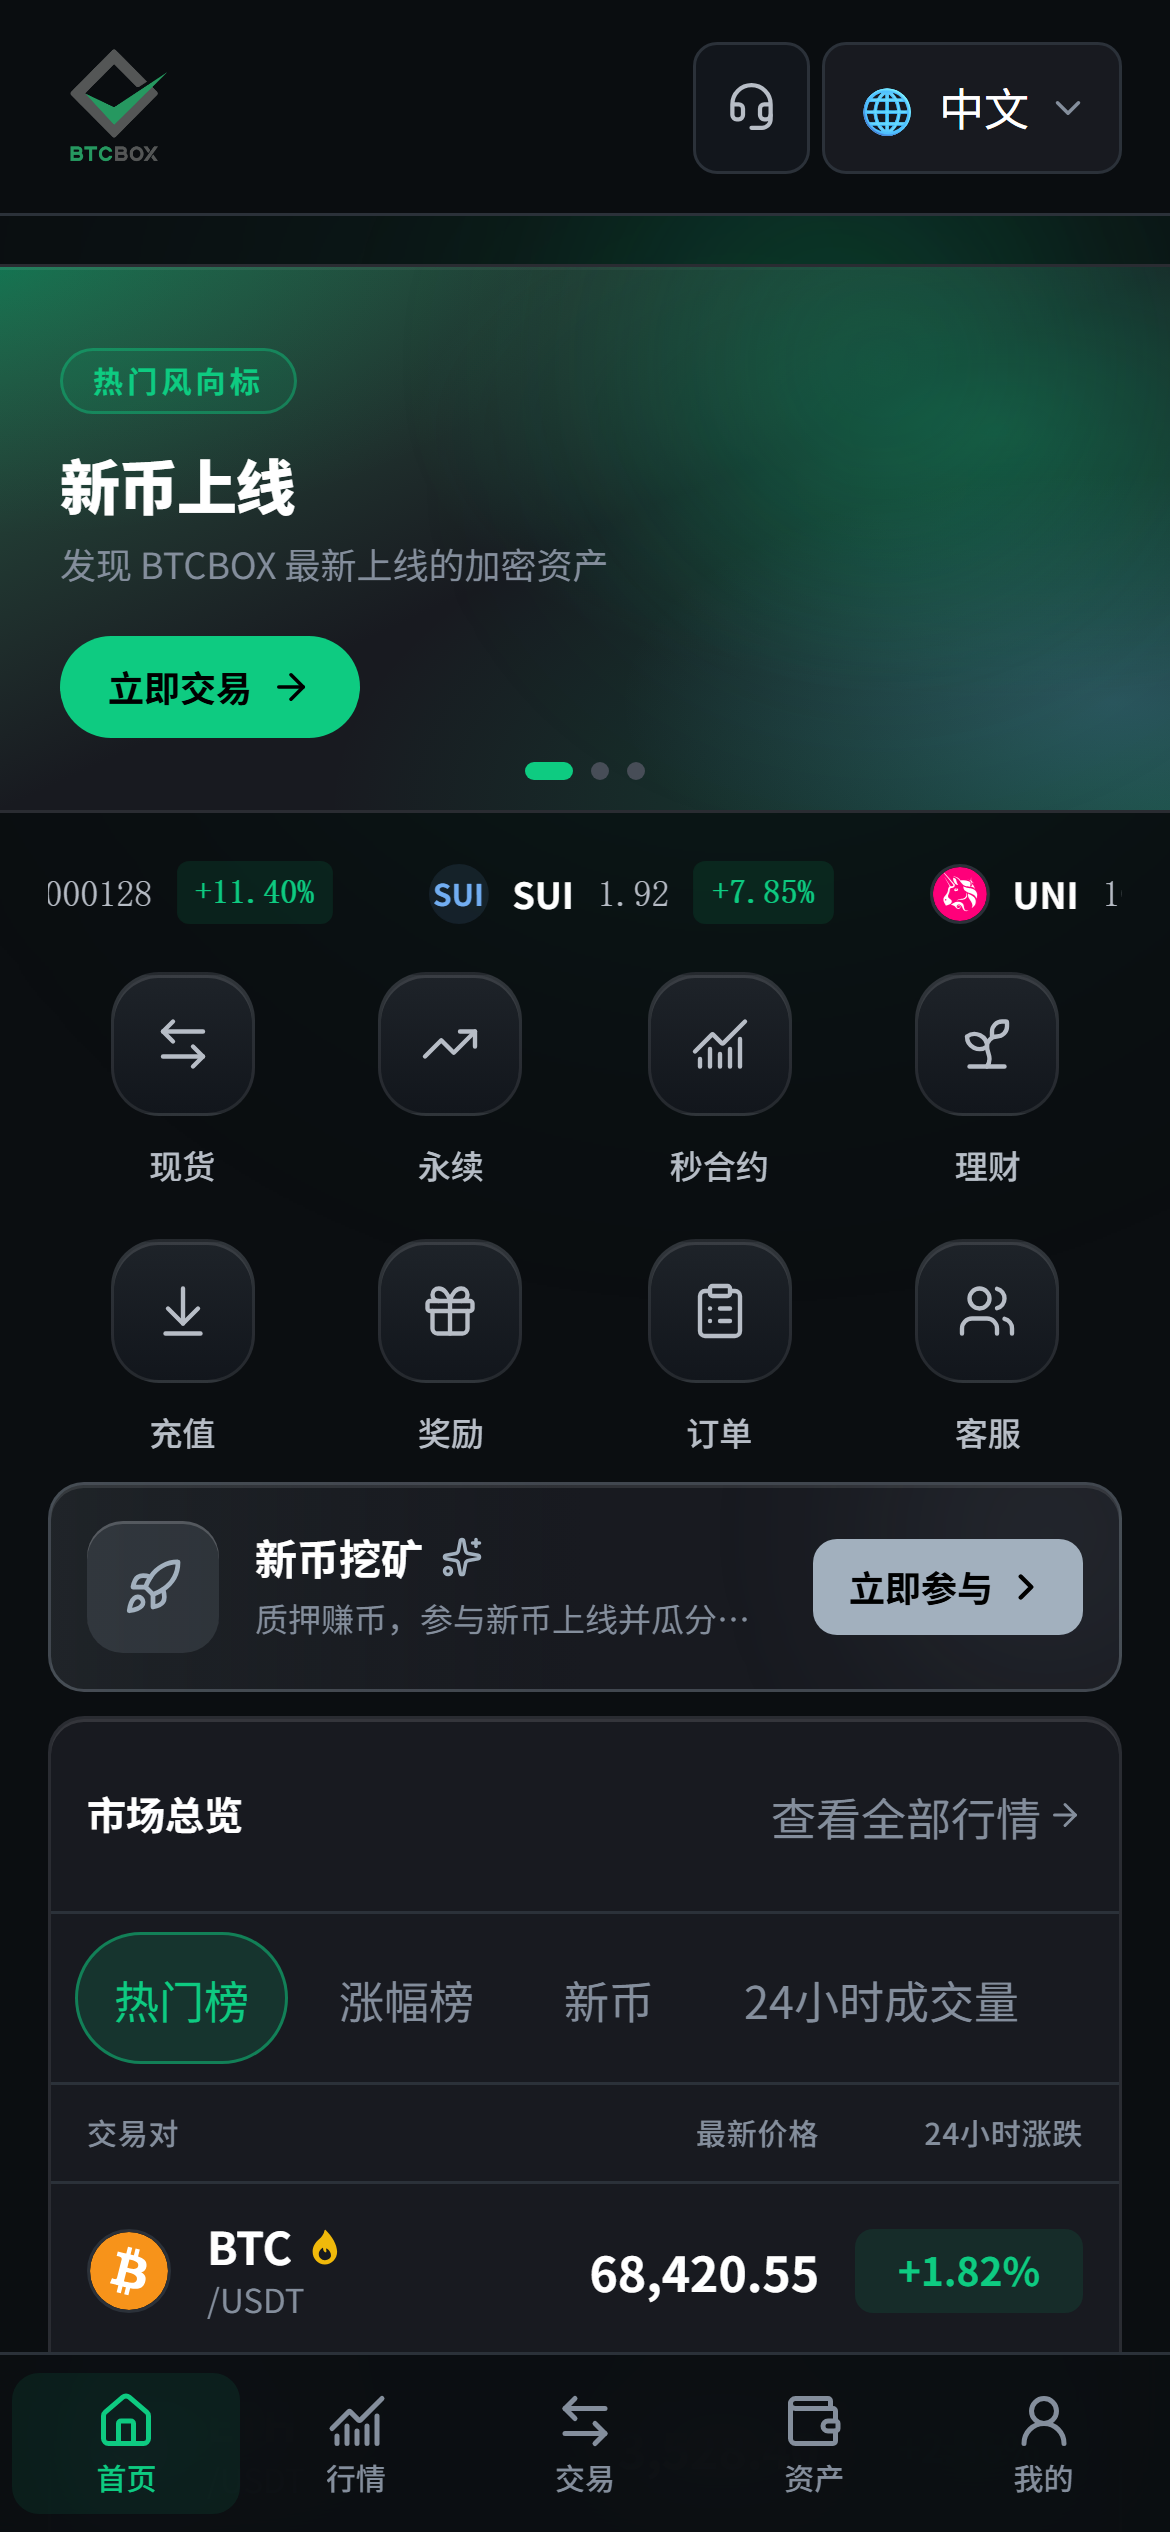 BTCBOX
中文
热门风向标
新币上线
发现 BTCBOX 最新上线的加密资产
立即交易
000128 +11.40% SUI SUI 1.92 +7.85% UNI 1
现货 永续 秒合约 理财
充值 奖励 订单 客服
新币挖矿
质押赚币，参与新币上线并瓜分…
立即参与
市场总览 查看全部行情
热门榜 涨幅榜 新币 24小时成交量
交易对 最新价格 24小时涨跌
BTC
/USDT
68,420.55 +1.82%
首页 行情 交易 资产 我的